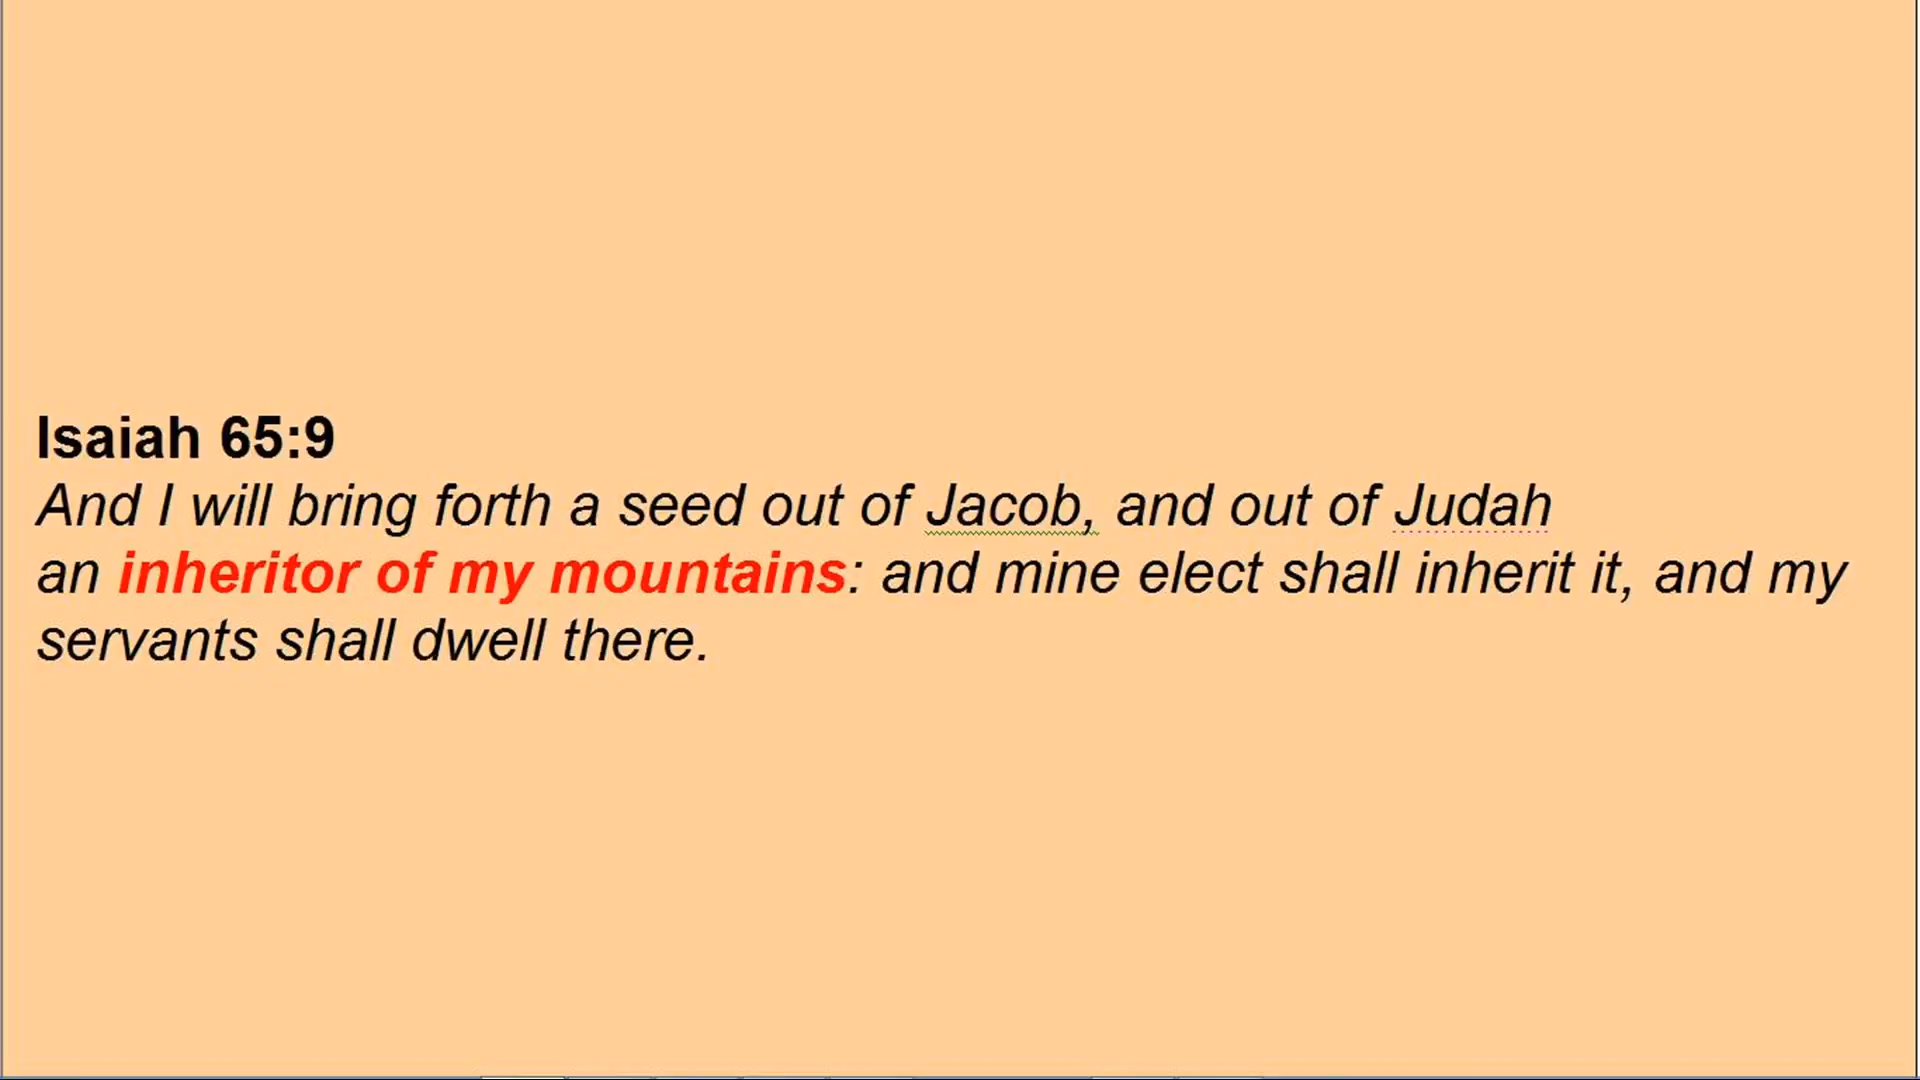 Isaiah 65:9
And I will bring forth a seed out of Jacob, and out of Judah
an inheritor of my mountains: and mine elect shall inherit it, and my
servants shall dwell there.